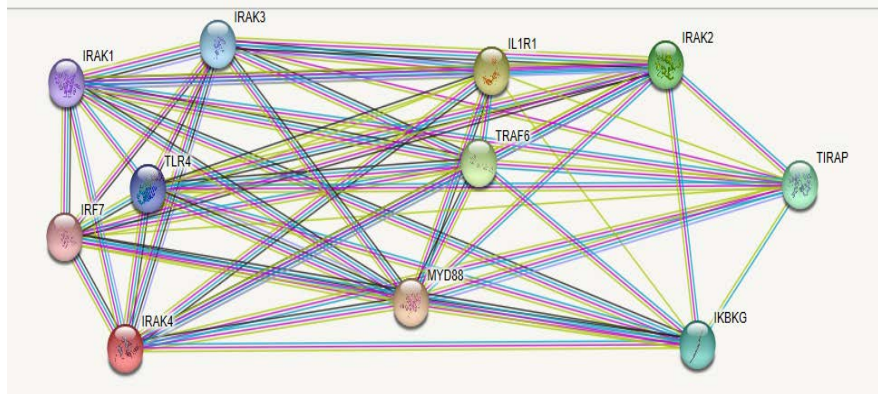 IRAK3
IL1R1
IRAK2
IRAK1
TRAF6
TLR4
TIRAP
IRF7
MYD88
IRAK4
IKBKG